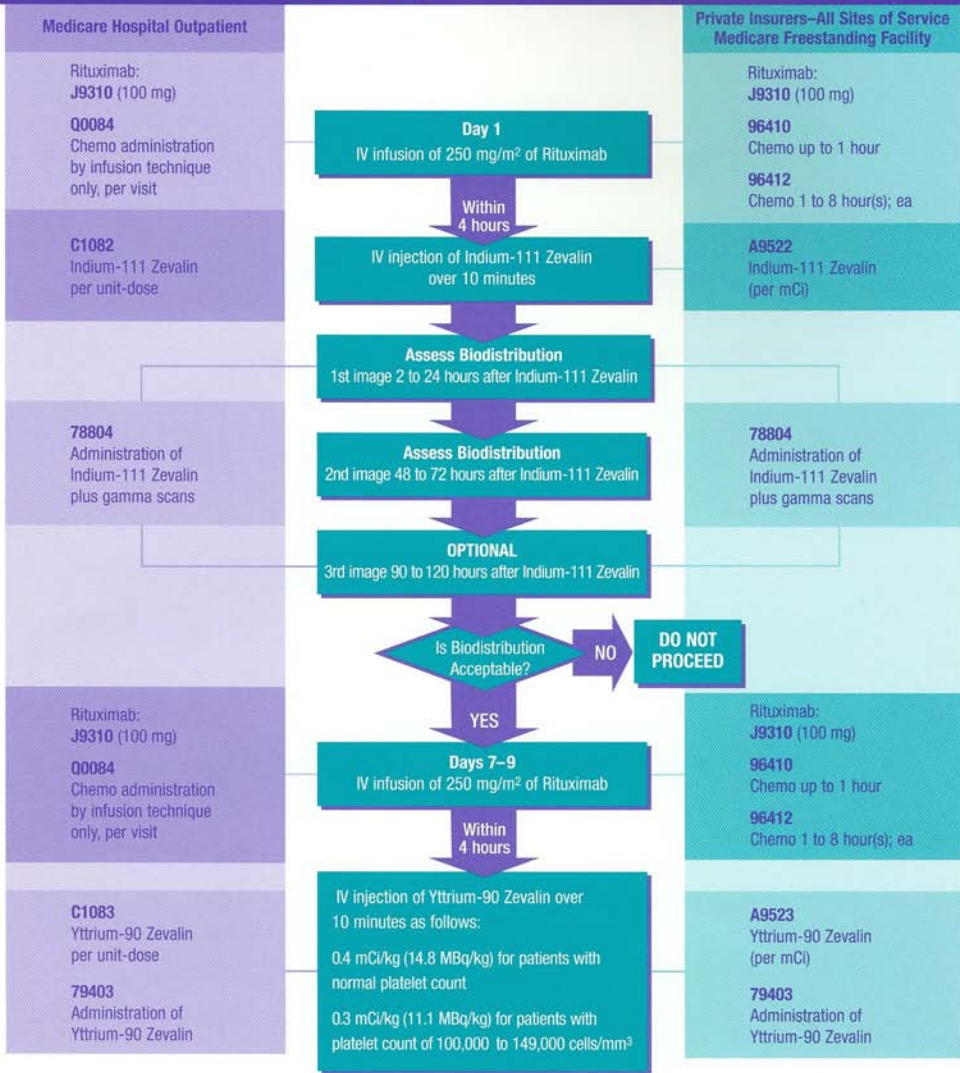 Medicare Hospital Outpatient
Rituximab:
J9310 (100 mg)
Q0084
Chemo administration
by infusion technique
only, per visit
C1082
Indium-111 Zevalin
per unit-dose
78804
Administration of
Indium-111 Zevalin
plus gamma scans
Rituximab:
J9310 (100 mg)
Q0084
Chemo administration
by infusion technique
only, per visit
C1083
Yttrium-90 Zevalin
per unit-dose
79403
Administration of
Yttrium-90 Zevalin
Day 1
IV infusion of 250 mg/m² of Rituximab
Within
4 hours
IV injection of Indium-111 Zevalin
over 10 minutes
Assess Biodistribution
1st image 2 to 24 hours after Indium-111 Zevalin
Assess Biodistribution
2nd image 48 to 72 hours after Indium-111 Zevalin
OPTIONAL
3rd image 90 to 120 hours after Indium-111 Zevalin
Is Biodistribution
Acceptable?
NO
DO NOT
PROCEED
YES
Days 7–9
IV infusion of 250 mg/m² of Rituximab
Within
4 hours
IV injection of Yttrium-90 Zevalin over
10 minutes as follows:
0.4 mCi/kg (14.8 MBq/kg) for patients with
normal platelet count
0.3 mCi/kg (11.1 MBq/kg) for patients with
platelet count of 100,000 to 149,000 cells/mm³
Private Insurers–All Sites of Service
Medicare Freestanding Facility
Rituximab:
J9310 (100 mg)
96410
Chemo up to 1 hour
96412
Chemo 1 to 8 hour(s); ea
A9522
Indium-111 Zevalin
(per mCi)
78804
Administration of
Indium-111 Zevalin
plus gamma scans
Rituximab:
J9310 (100 mg)
96410
Chemo up to 1 hour
96412
Chemo 1 to 8 hour(s); ea
A9523
Yttrium-90 Zevalin
(per mCi)
79403
Administration of
Yttrium-90 Zevalin